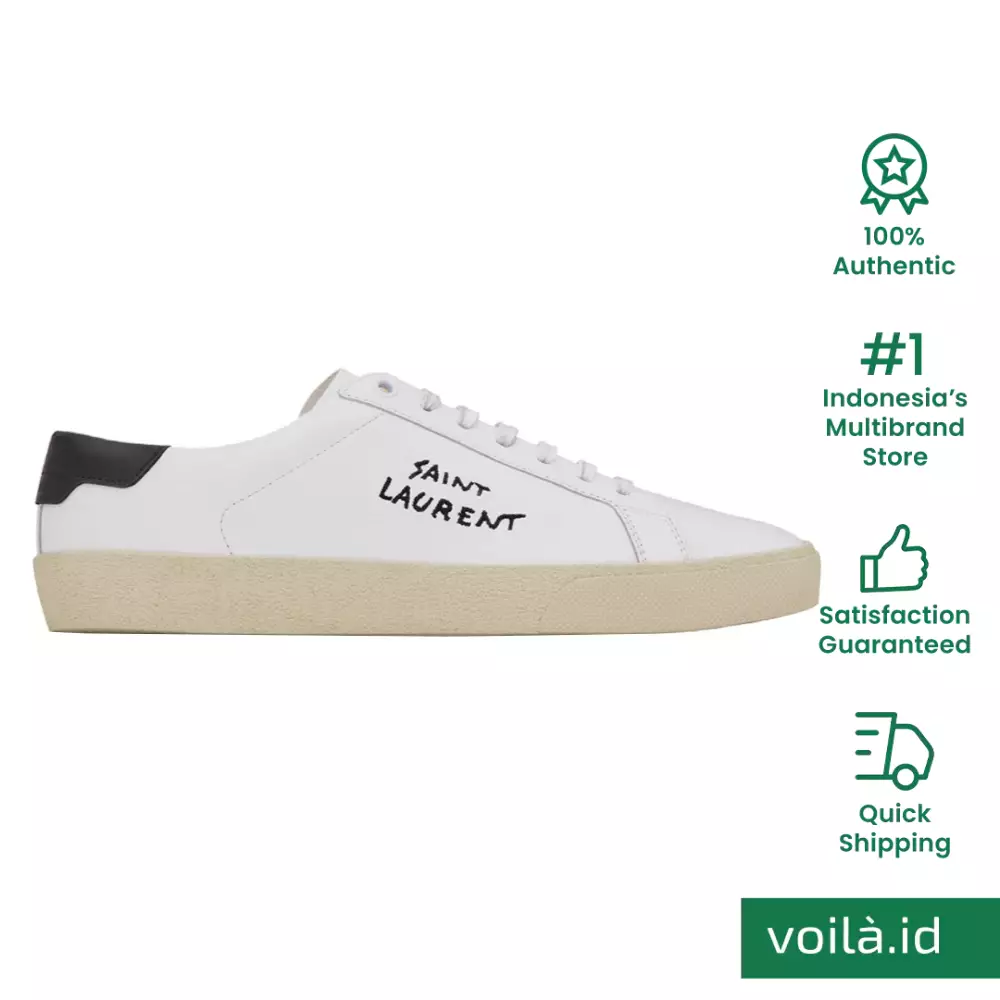 SAINT
LAURENT
100%
Authentic
#1
Indonesia's
Multibrand
Store
Satisfaction
Guaranteed
Quick
Shipping
voilà.id